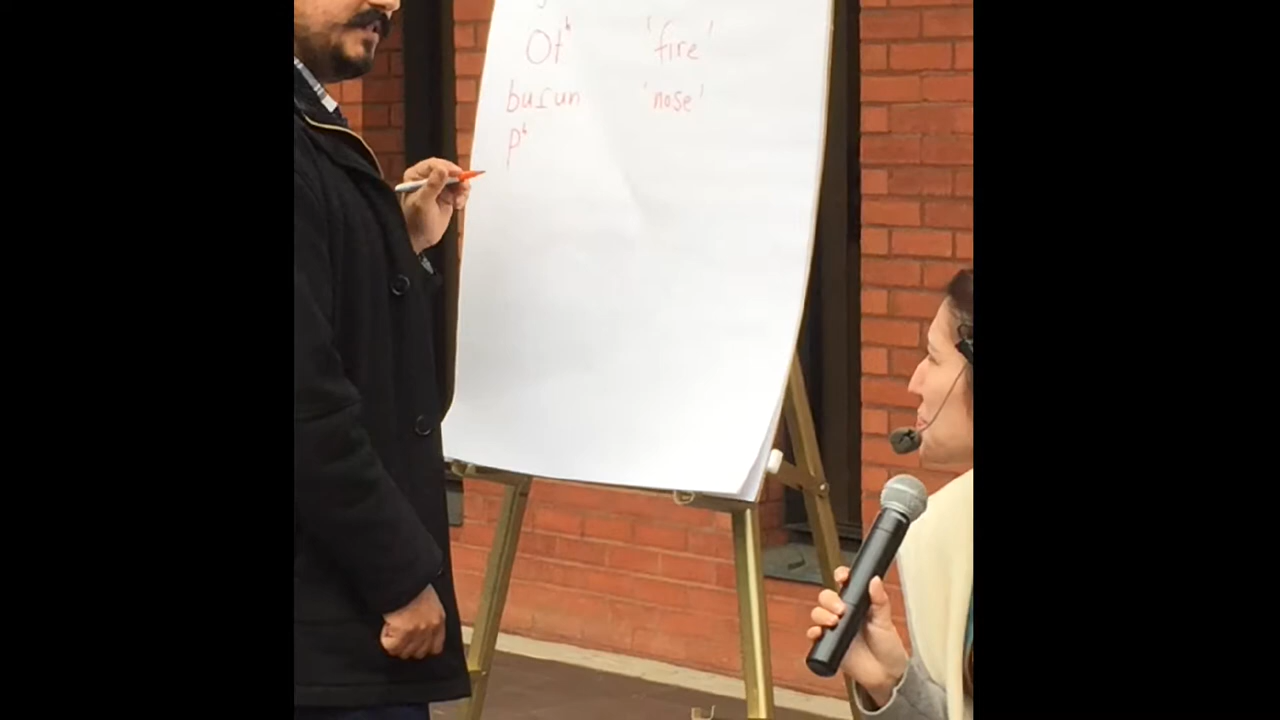 otʰ 'fire'
buɾun 'nose'
pʰ